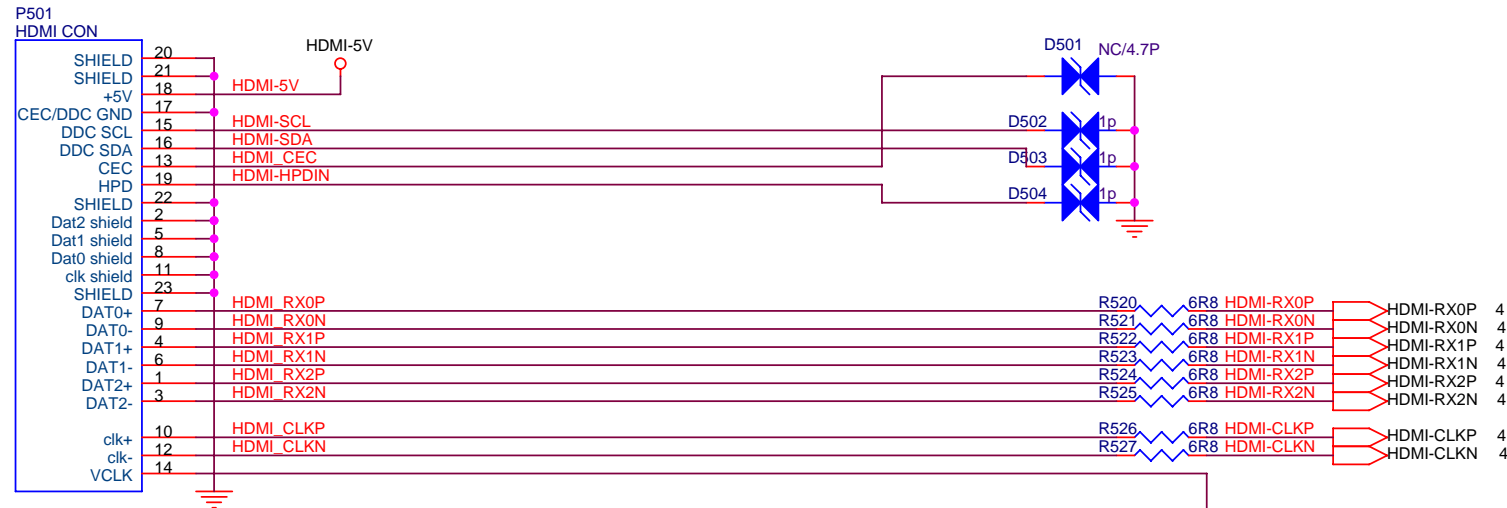 P501
HDMI CON
HDMI-5V
D501 NC/4.7P
SHIELD 20
SHIELD 21
+5V 18 HDMI-5V
CEC/DDC GND 17
DDC SCL 15 HDMI-SCL D502 1p
DDC SDA 16 HDMI-SDA
CEC 13 HDMI_CEC D503 1p
HPD 19 HDMI-HPDIN
SHIELD 22 D504 1p
Dat2 shield 2
Dat1 shield 5
Dat0 shield 8
clk shield 11
SHIELD 23
DAT0+ 7 HDMI_RX0P R520 6R8 HDMI-RX0P HDMI-RX0P 4
DAT0- 9 HDMI_RX0N R521 6R8 HDMI-RX0N HDMI-RX0N 4
DAT1+ 4 HDMI_RX1P R522 6R8 HDMI-RX1P HDMI-RX1P 4
DAT1- 6 HDMI_RX1N R523 6R8 HDMI-RX1N HDMI-RX1N 4
DAT2+ 1 HDMI_RX2P R524 6R8 HDMI-RX2P HDMI-RX2P 4
DAT2- 3 HDMI_RX2N R525 6R8 HDMI-RX2N HDMI-RX2N 4
clk+ 10 HDMI_CLKP R526 6R8 HDMI-CLKP HDMI-CLKP 4
clk- 12 HDMI_CLKN R527 6R8 HDMI-CLKN HDMI-CLKN 4
VCLK 14